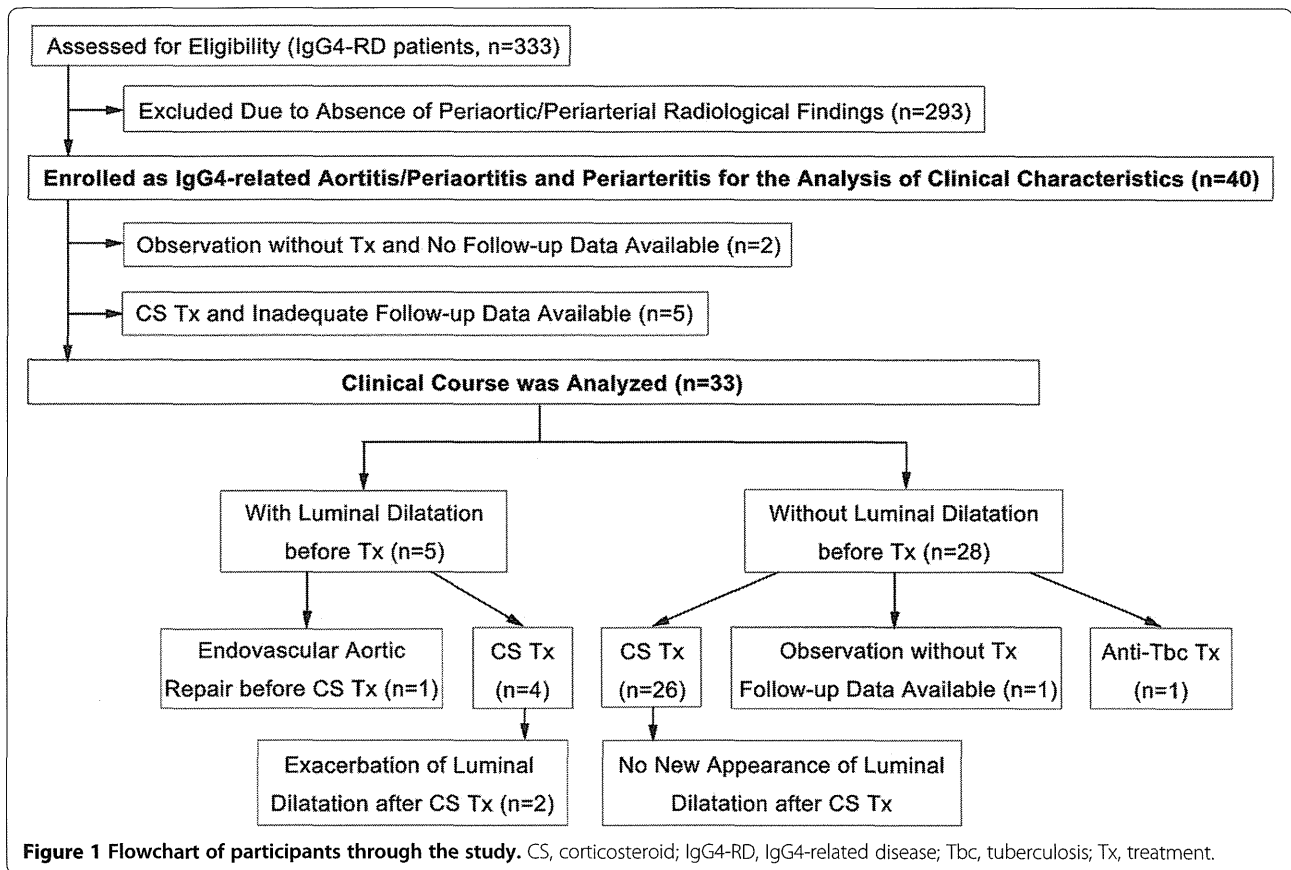 Assessed for Eligibility (IgG4-RD patients, n=333)
Excluded Due to Absence of Periaortic/Periarterial Radiological Findings (n=293)
Enrolled as IgG4-related Aortitis/Periaortitis and Periarteritis for the Analysis of Clinical Characteristics (n=40)
Observation without Tx and No Follow-up Data Available (n=2)
CS Tx and Inadequate Follow-up Data Available (n=5)
Clinical Course was Analyzed (n=33)
With Luminal Dilatation
before Tx (n=5)
Without Luminal Dilatation
before Tx (n=28)
Endovascular Aortic
Repair before CS Tx (n=1)
CS Tx
(n=4)
CS Tx
(n=26)
Observation without Tx
Follow-up Data Available (n=1)
Anti-Tbc Tx
(n=1)
Exacerbation of Luminal
Dilatation after CS Tx (n=2)
No New Appearance of Luminal
Dilatation after CS Tx
Figure 1 Flowchart of participants through the study. CS, corticosteroid; IgG4-RD, IgG4-related disease; Tbc, tuberculosis; Tx, treatment.